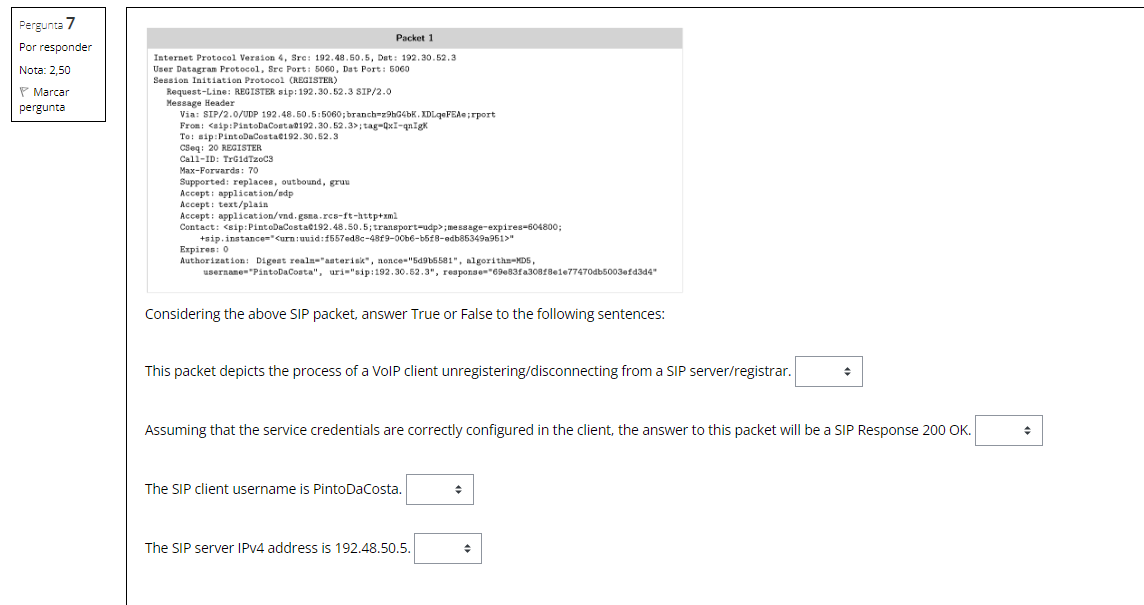 Pergunta 7
Por responder
Nota: 2,50
Marcar
pergunta
Packet 1
Internet Protocol Version 4, Src: 192.48.50.5, Dst: 192.30.52.3
User Datagram Protocol, Src Port: 5060, Dst Port: 5060
Session Initiation Protocol (REGISTER)
Request-Line: REGISTER sip:192.30.52.3 SIP/2.0
Message Header
Via: SIP/2.0/UDP 192.48.50.5:5060;branch=z9hG4bK.XDLqeFEAe;rport
From: <sip:PintoDaCosta@192.30.52.3>;tag=QxI-qnIgK
To: sip:PintoDaCosta@192.30.52.3
CSeq: 20 REGISTER
Call-ID: TrG1dTzoC3
Max-Forwards: 70
Supported: replaces, outbound, gruu
Accept: application/sdp
Accept: text/plain
Accept: application/vnd.gsma.rcs-ft-http+xml
Contact: <sip:PintoDaCosta@192.48.50.5;transport=udp>;message-expires=604800;
+sip.instance="<urn:uuid:f557ed8c-48f9-00b6-b5f8-edb85349a951>"
Expires: 0
Authorization: Digest realm="asterisk", nonce="5d9b5581", algorithm=MD5,
username="PintoDaCosta", uri="sip:192.30.52.3", response="69e83fa308f8e1e77470db5003efd3d4"
Considering the above SIP packet, answer True or False to the following sentences:
This packet depicts the process of a VoIP client unregistering/disconnecting from a SIP server/registrar.
Assuming that the service credentials are correctly configured in the client, the answer to this packet will be a SIP Response 200 OK.
The SIP client username is PintoDaCosta.
The SIP server IPv4 address is 192.48.50.5.